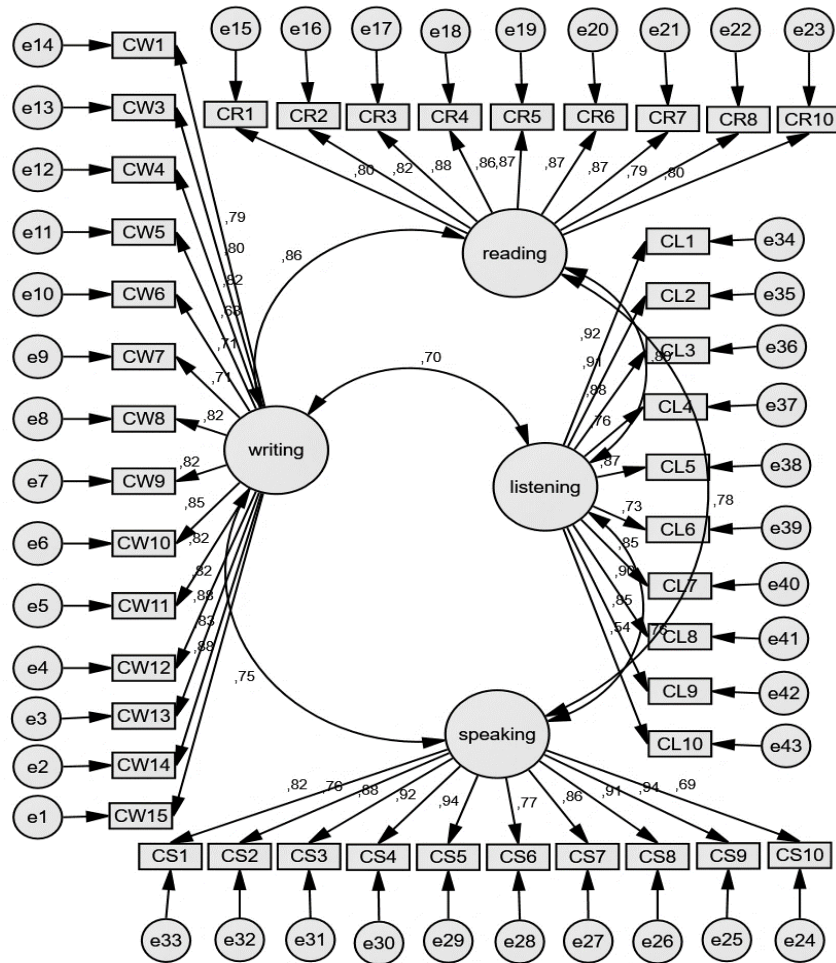 e14 CW1
e13 CW3
e12 CW4
e11 CW5
e10 CW6
e9 CW7
e8 CW8
e7 CW9
e6 CW10
e5 CW11
e4 CW12
e3 CW13
e2 CW14
e1 CW15
,79
,80
,82
,68
,71
,71
,82
,82
,85
,82
,82
,88
,83
,88
writing
e15 e16 e17 e18 e19 e20 e21 e22 e23
CR1 CR2 CR3 CR4 CR5 CR6 CR7 CR8 CR10
,80 ,82 ,88 ,86 ,87 ,87 ,87 ,79 ,80
reading
,86
,70
,78
,75
CL1 e34
CL2 e35
CL3 e36
CL4 e37
CL5 e38
CL6 e39
CL7 e40
CL8 e41
CL9 e42
CL10 e43
,92
,91
,88
,76
,87
,73
,85
,90
,85
,54
listening
speaking
,82 ,76 ,88 ,92 ,94 ,77 ,86 ,91 ,94 ,69
CS1 CS2 CS3 CS4 CS5 CS6 CS7 CS8 CS9 CS10
e33 e32 e31 e30 e29 e28 e27 e26 e25 e24